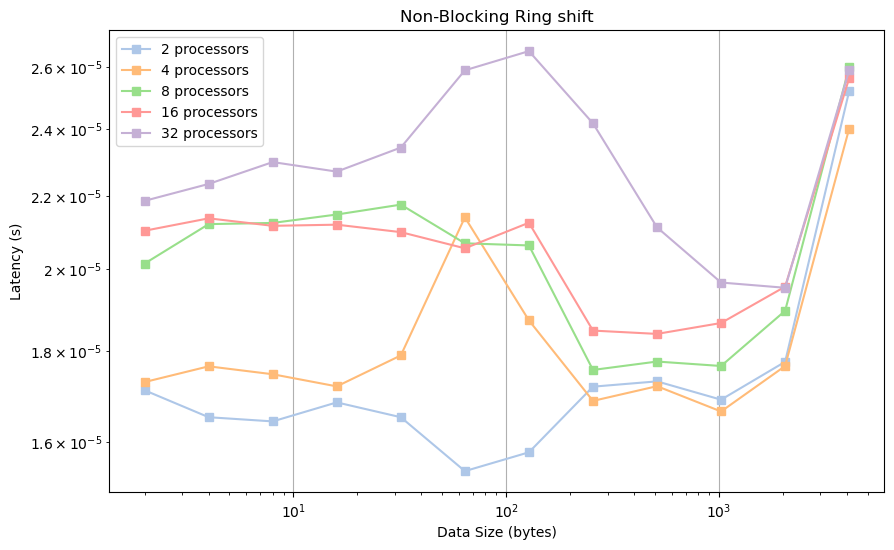 Non-Blocking Ring shift
2 processors
4 processors
8 processors
16 processors
32 processors
Latency (s)
2.6 × 10⁻⁵
2.4 × 10⁻⁵
2.2 × 10⁻⁵
2 × 10⁻⁵
1.8 × 10⁻⁵
1.6 × 10⁻⁵
10¹ 10² 10³
Data Size (bytes)